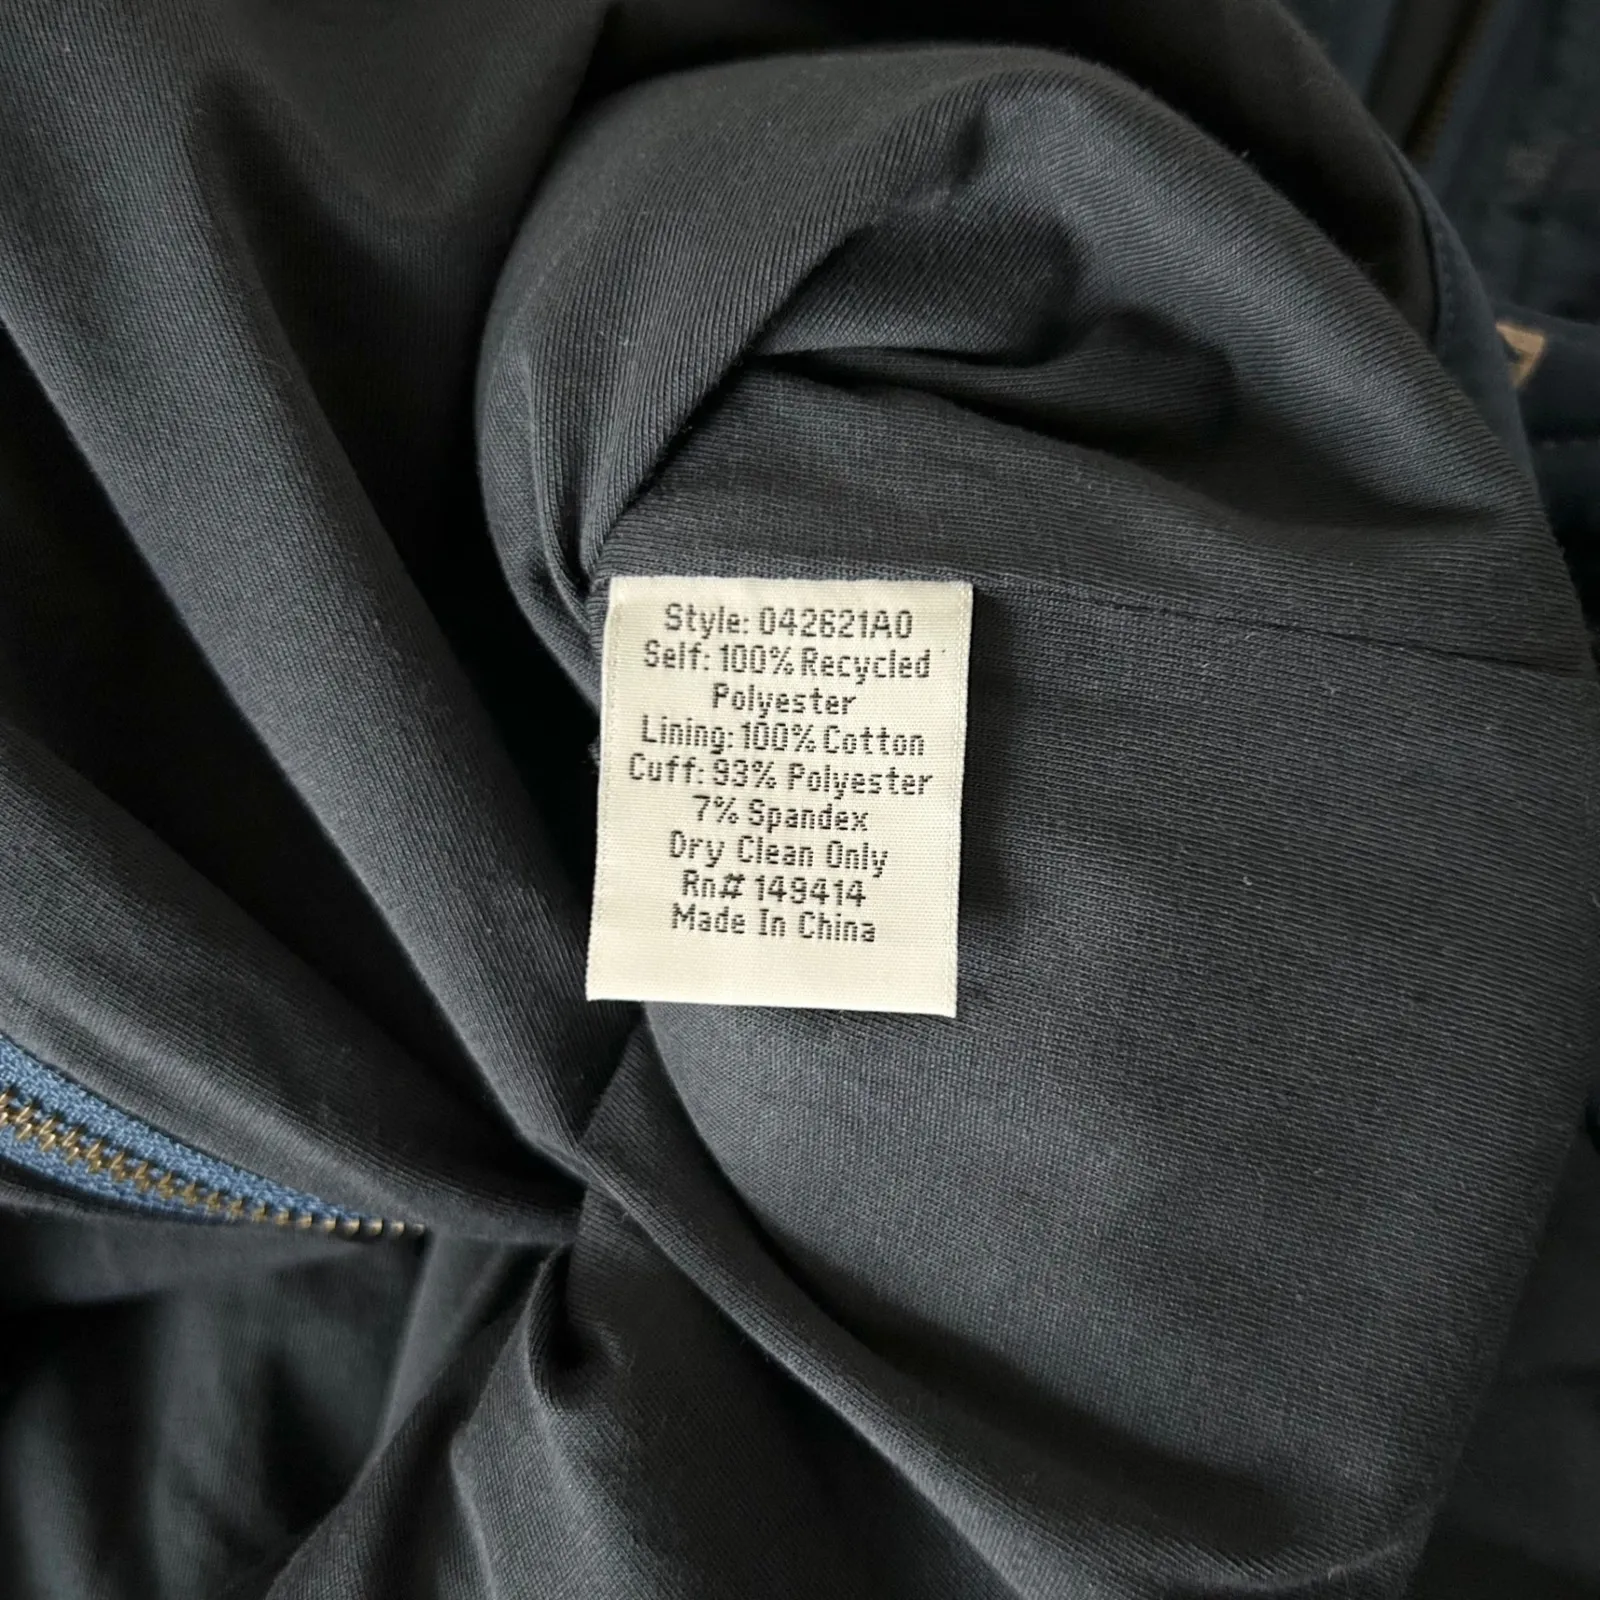 Style: 042621A0
Self: 100% Recycled
Polyester
Lining: 100% Cotton
Cuff: 93% Polyester
7% Spandex
Dry Clean Only
Rn# 149414
Made In China